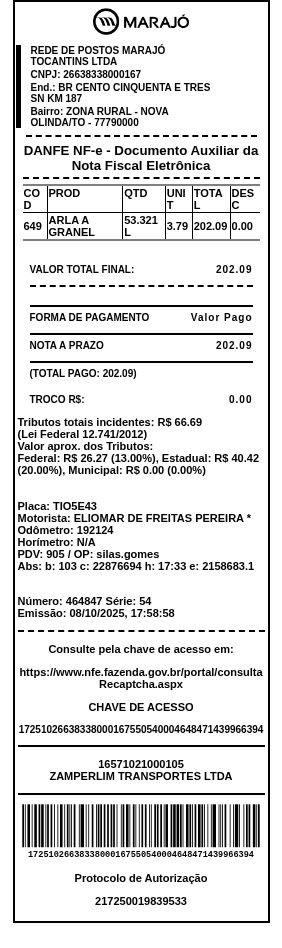 MARAJÓ
REDE DE POSTOS MARAJÓ
TOCANTINS LTDA
CNPJ: 26638338000167
End.: BR CENTO CINQUENTA E TRES
SN KM 187
Bairro: ZONA RURAL - NOVA
OLINDA/TO - 77790000
DANFE NF-e - Documento Auxiliar da
Nota Fiscal Eletrônica
CO
D PROD QTD UNI
T TOTA
L DES
C
649 ARLA A
GRANEL 53.321
L 3.79 202.09 0.00
VALOR TOTAL FINAL: 202.09
FORMA DE PAGAMENTO Valor Pago
NOTA A PRAZO 202.09
(TOTAL PAGO: 202.09)
TROCO R$: 0.00
Tributos totais incidentes: R$ 66.69
(Lei Federal 12.741/2012)
Valor aprox. dos Tributos:
Federal: R$ 26.27 (13.00%), Estadual: R$ 40.42
(20.00%), Municipal: R$ 0.00 (0.00%)
Placa: TIO5E43
Motorista: ELIOMAR DE FREITAS PEREIRA *
Odômetro: 192124
Horímetro: N/A
PDV: 905 / OP: silas.gomes
Abs: b: 103 c: 22876694 h: 17:33 e: 2158683.1
Número: 464847 Série: 54
Emissão: 08/10/2025, 17:58:58
Consulte pela chave de acesso em:
https://www.nfe.fazenda.gov.br/portal/consulta
Recaptcha.aspx
CHAVE DE ACESSO
17251026638338000167550540004648471439966394
16571021000105
ZAMPERLIM TRANSPORTES LTDA
17251026638338000167550540004648471439966394
Protocolo de Autorização
217250019839533